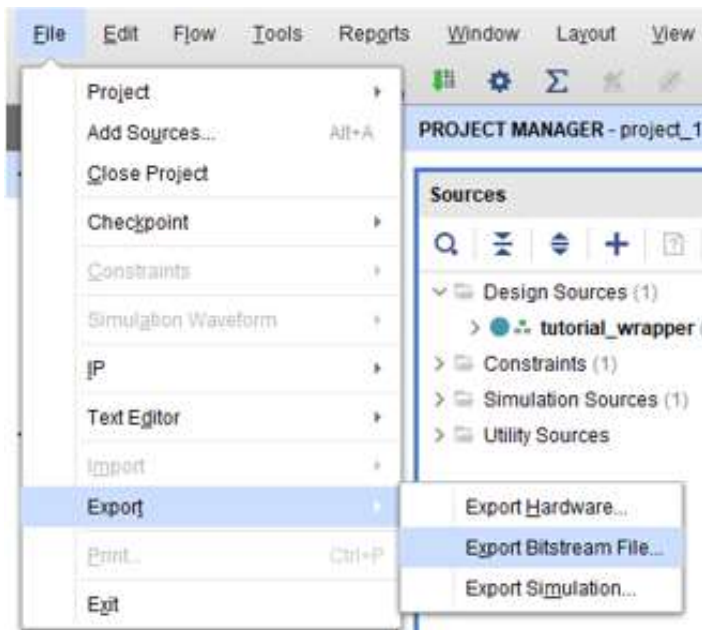 File Edit Flow Tools Reports Window Layout View
Project
Add Sources... Alt+A
Close Project
Checkpoint
Constraints
Simulation Waveform
IP
Text Editor
Import
Export
Print... Ctrl+P
Exit
PROJECT MANAGER - project_1
Sources
Design Sources (1)
tutorial_wrapper
Constraints (1)
Simulation Sources (1)
Utility Sources
Export Hardware...
Export Bitstream File...
Export Simulation...